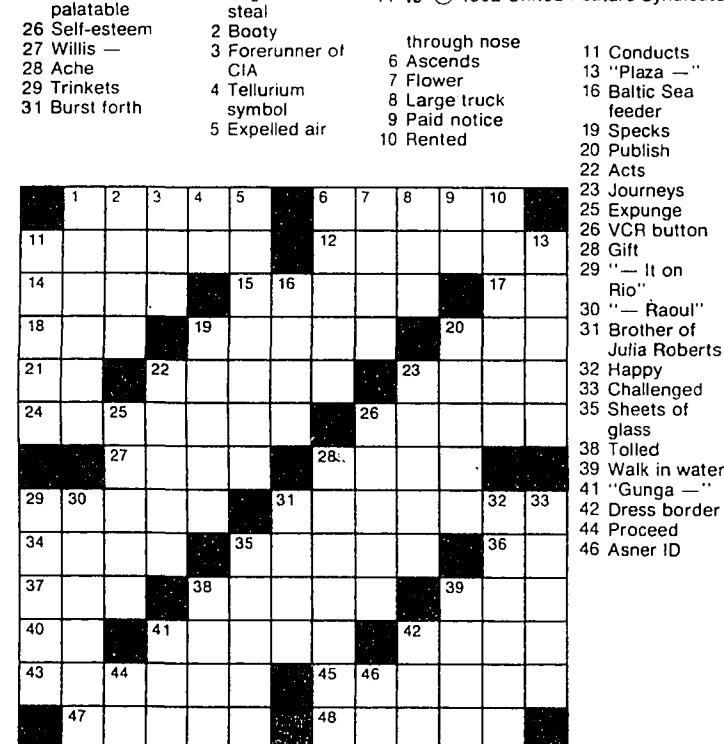 palatable
26 Self-esteem
27 Willis —
28 Ache
29 Trinkets
31 Burst forth
steal
2 Booty
3 Forerunner of
CIA
4 Tellurium
symbol
5 Expelled air
through nose
6 Ascends
7 Flower
8 Large truck
9 Paid notice
10 Rented
11 Conducts
13 "Plaza —"
16 Baltic Sea
feeder
19 Specks
20 Publish
22 Acts
23 Journeys
25 Expunge
26 VCR button
28 Gift
29 "— It on
Rio"
30 "— Raoul"
31 Brother of
Julia Roberts
32 Happy
33 Challenged
35 Sheets of
glass
38 Tolled
39 Walk in water
41 "Gunga —"
42 Dress border
44 Proceed
46 Asner ID
1 2 3 4 5 6 7 8 9 10
11 12 13
14 15 16 17
18 19 20
21 22 23
24 25 26
27 28
29 30 31 32 33
34 35 36
37 38 39
40 41 42
43 44 45 46
47 48